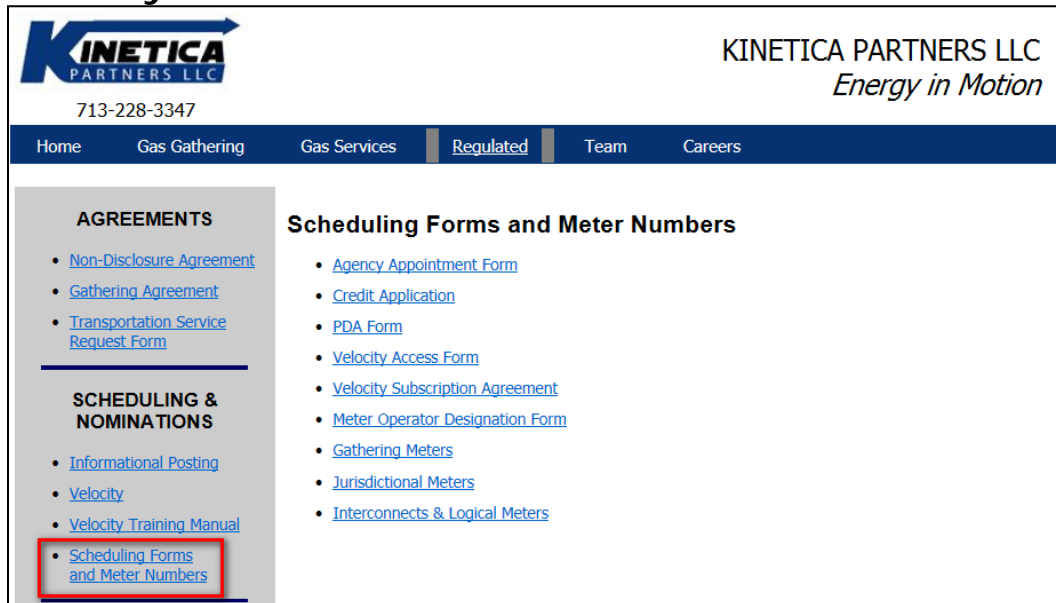 KINETICA
PARTNERS LLC
713-228-3347
KINETICA PARTNERS LLC
Energy in Motion
Home Gas Gathering Gas Services Regulated Team Careers
AGREEMENTS
• Non-Disclosure Agreement
• Gathering Agreement
• Transportation Service
Request Form
SCHEDULING &
NOMINATIONS
• Informational Posting
• Velocity
• Velocity Training Manual
• Scheduling Forms
and Meter Numbers
Scheduling Forms and Meter Numbers
• Agency Appointment Form
• Credit Application
• PDA Form
• Velocity Access Form
• Velocity Subscription Agreement
• Meter Operator Designation Form
• Gathering Meters
• Jurisdictional Meters
• Interconnects & Logical Meters